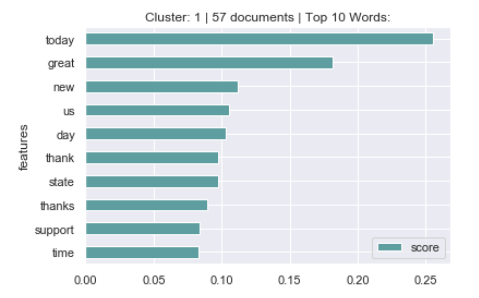 Cluster: 1 | 57 documents | Top 10 Words:
today
great
new
us
day
thank
state
thanks
support
time
features
score
0.00 0.05 0.10 0.15 0.20 0.25